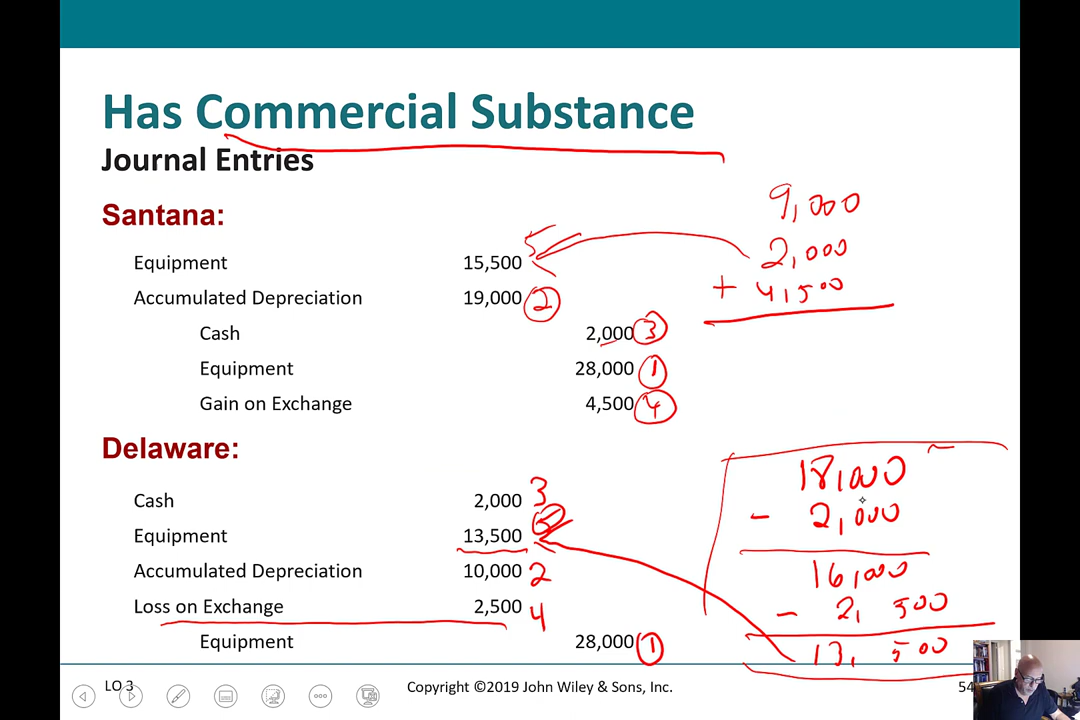 Has Commercial Substance
Journal Entries
Santana:
Equipment 15,500 5
Accumulated Depreciation 19,000 2
Cash 2,000 3
Equipment 28,000 1
Gain on Exchange 4,500 4
9,000
2,000
+ 4,500
Delaware:
Cash 2,000 3
Equipment 13,500
Accumulated Depreciation 10,000 2
Loss on Exchange 2,500 4
Equipment 28,000 1
18,000
- 2,000
16,000
- 2,500
13,500
LO 3
Copyright ©2019 John Wiley & Sons, Inc.
54